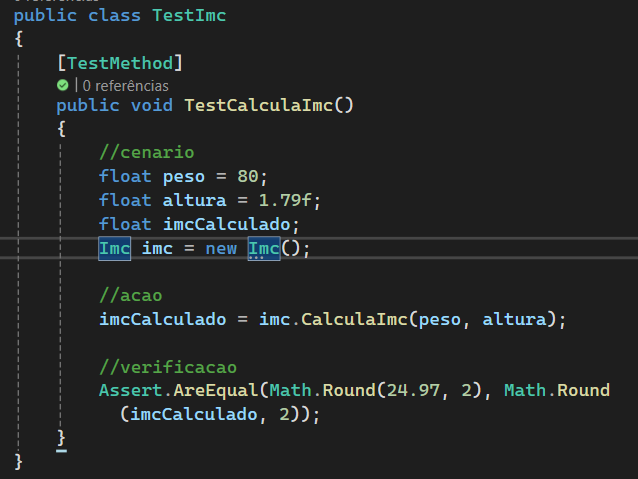 0 referências
public class TestImc
{
[TestMethod]
| 0 referências
public void TestCalculaImc()
{
//cenario
float peso = 80;
float altura = 1.79f;
float imcCalculado;
Imc imc = new Imc();
//acao
imcCalculado = imc.CalculaImc(peso, altura);
//verificacao
Assert.AreEqual(Math.Round(24.97, 2), Math.Round
(imcCalculado, 2));
}
}